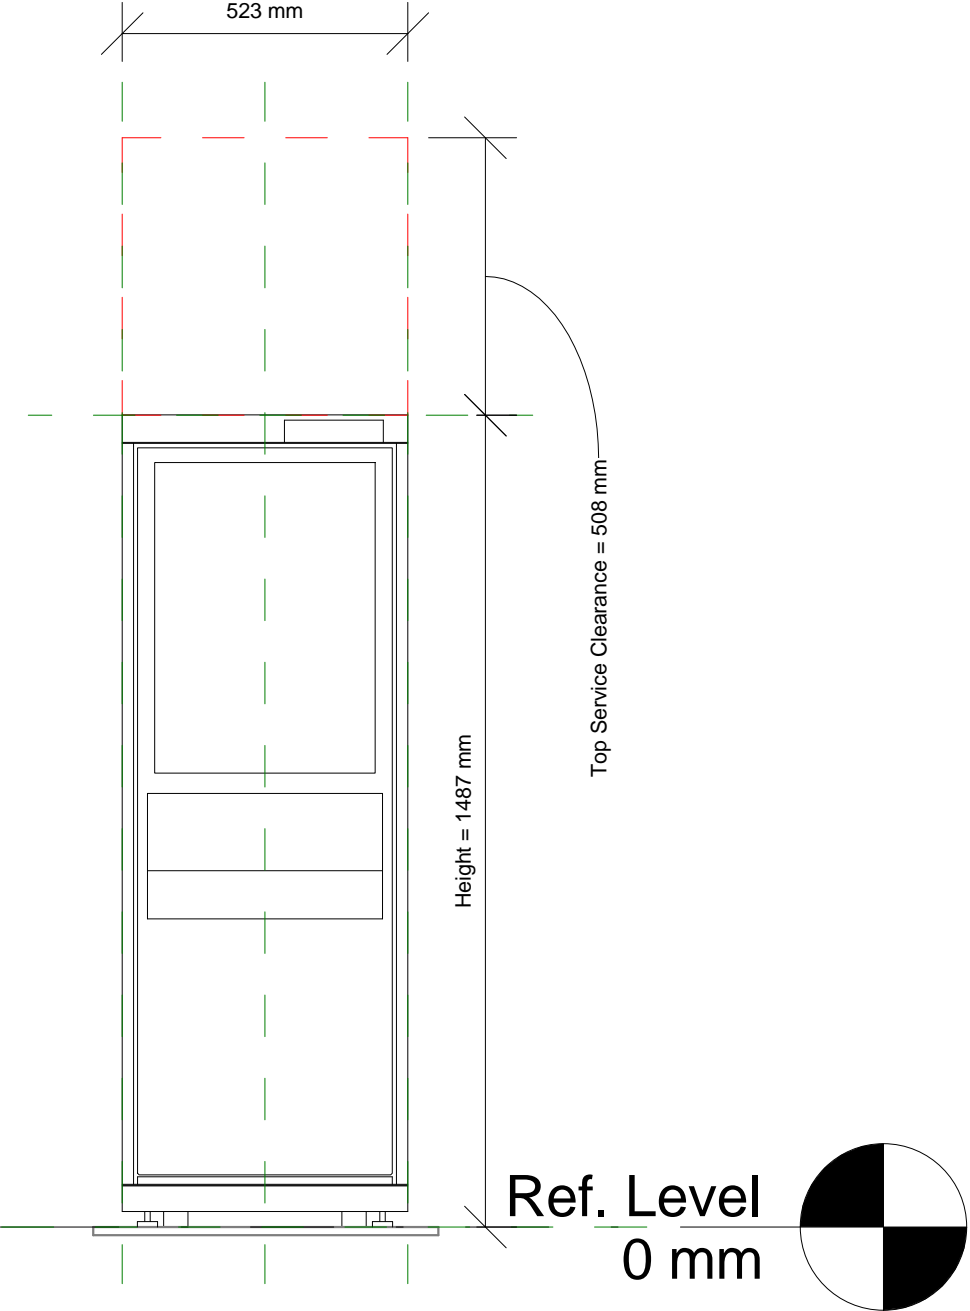 523 mm
Top Service Clearance = 508 mm
Height = 1487 mm
Ref. Level
0 mm